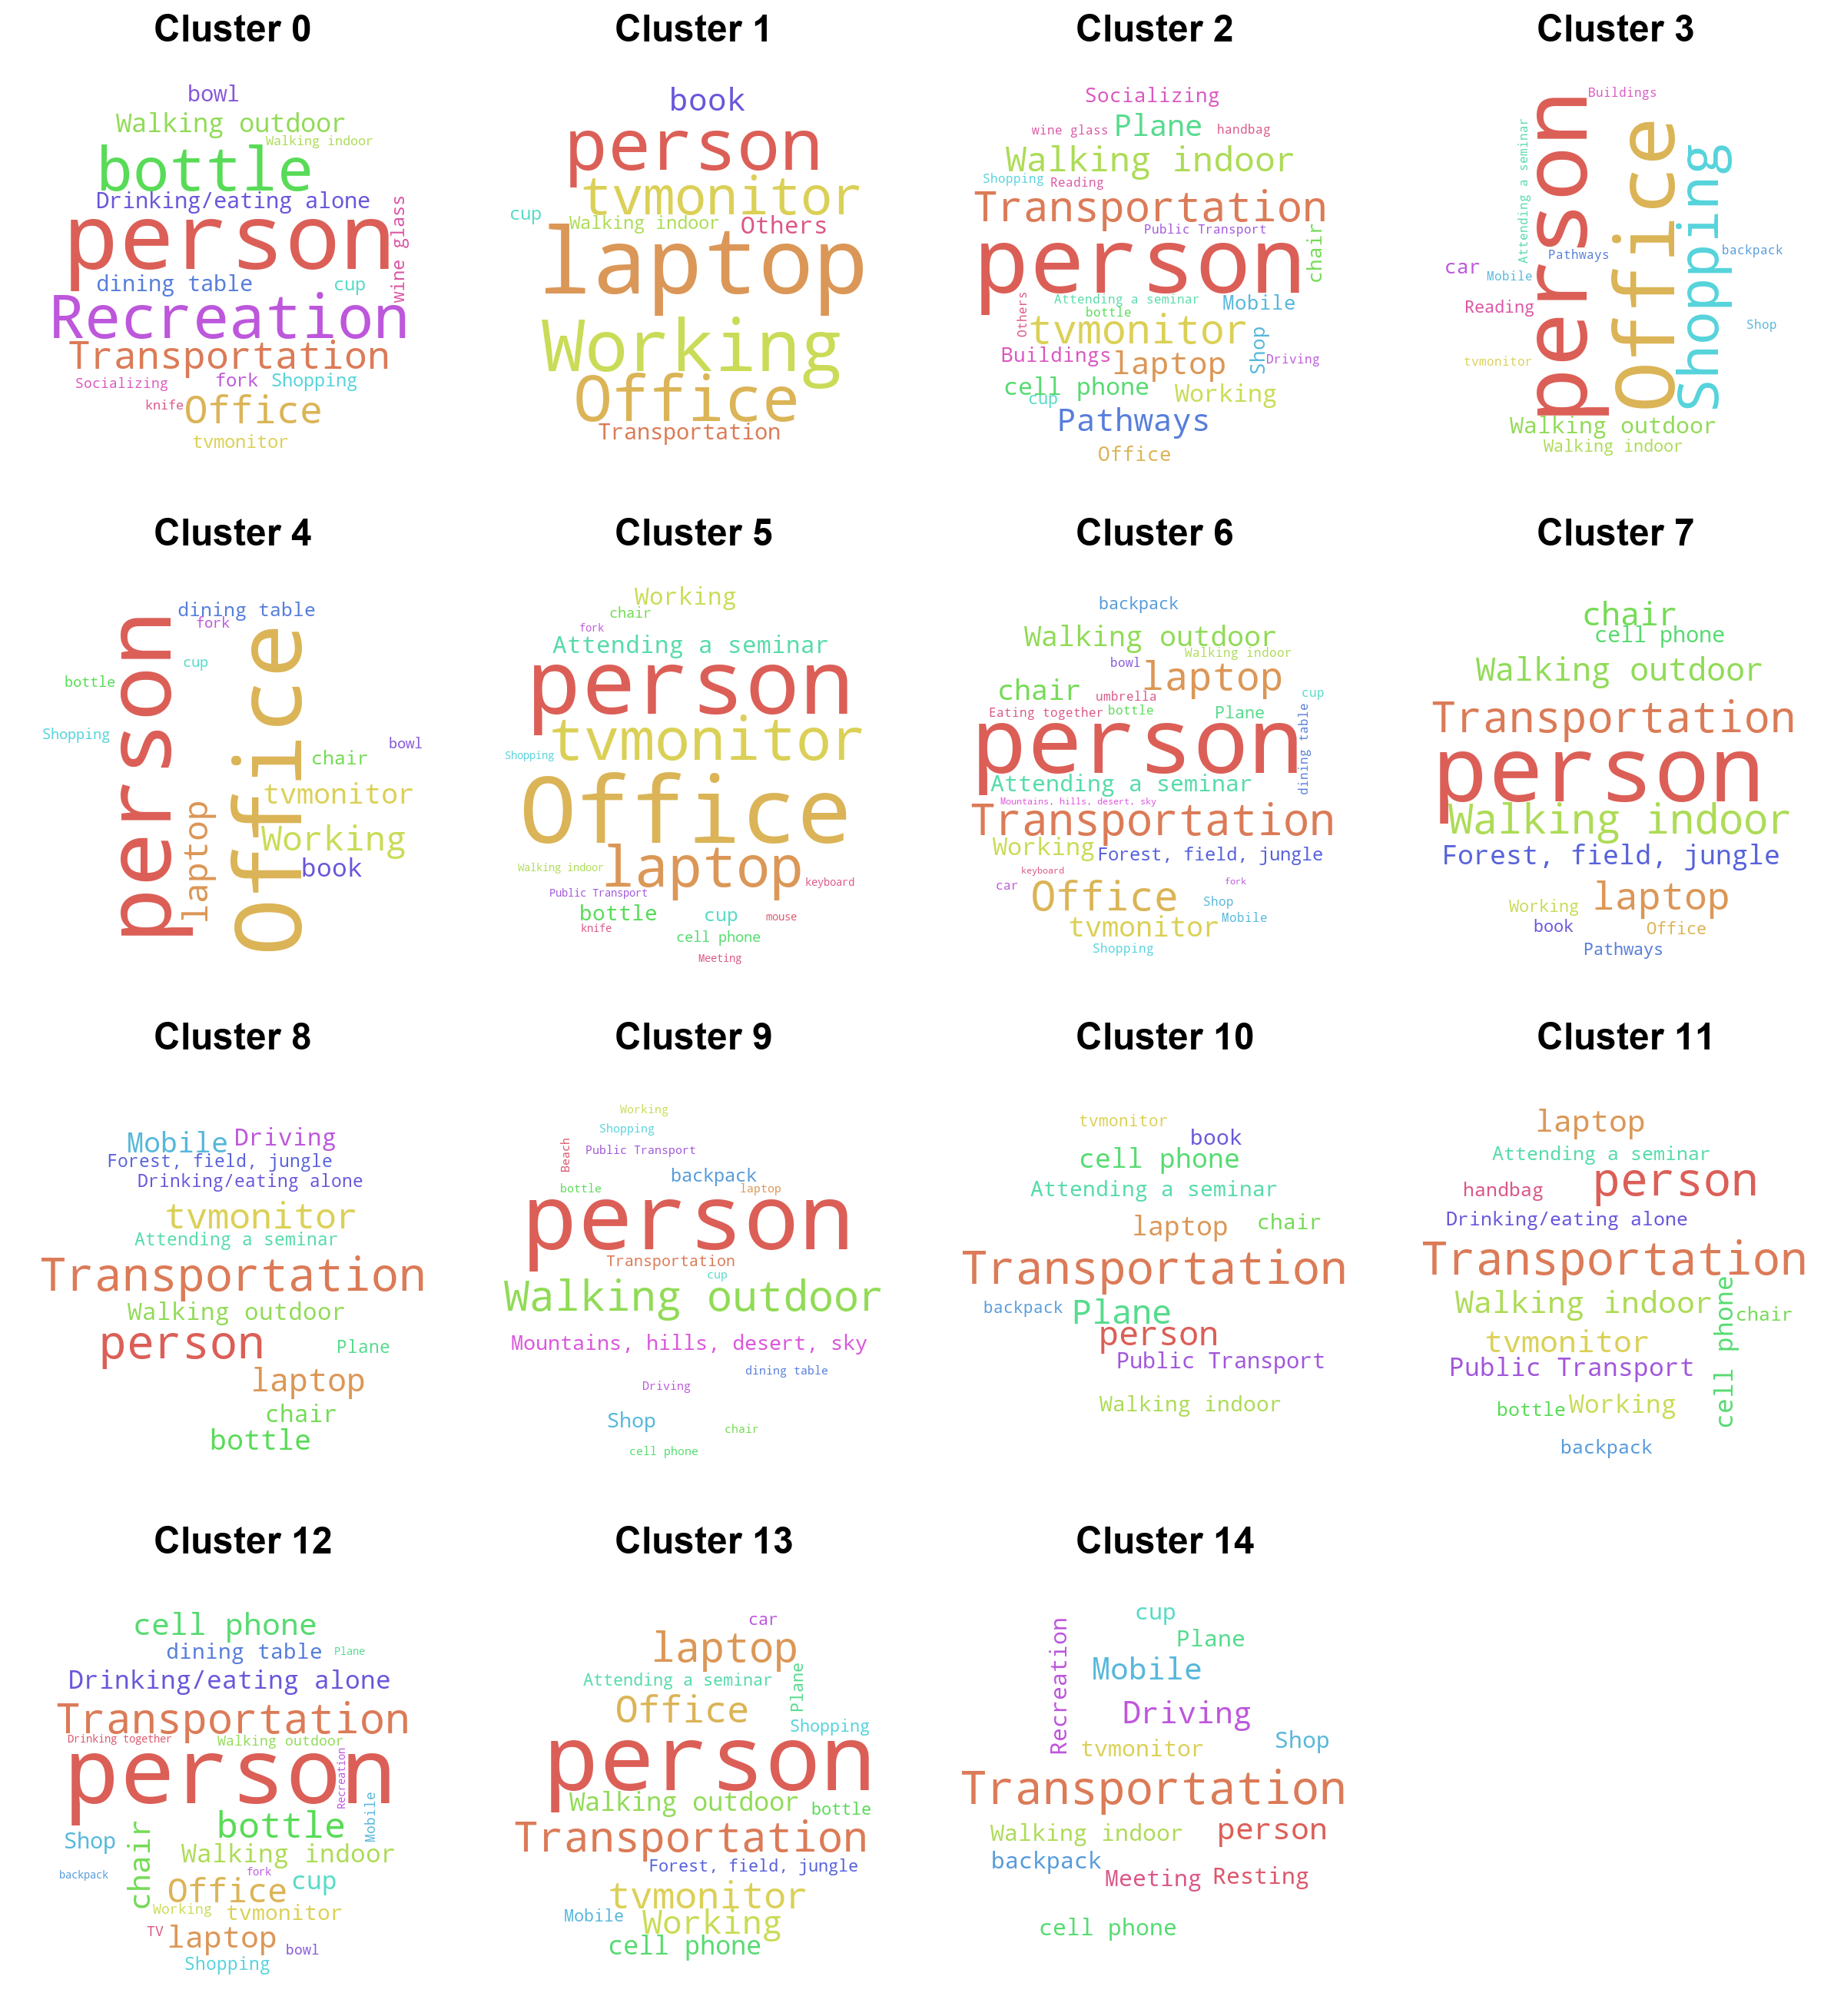 Cluster 0
bowl
Walking outdoor
Walking indoor
bottle
Drinking/eating alone
wine glass
person
dining table
cup
Recreation
Transportation
Socializing
fork
Shopping
knife
Office
tvmonitor
Cluster 1
book
person
tvmonitor
cup
Walking indoor
Others
laptop
Working
Office
Transportation
Cluster 2
Socializing
wine glass
Plane
handbag
Walking indoor
Shopping
Reading
Transportation
Public Transport
chair
person
Attending a seminar
Mobile
Others
bottle
tvmonitor
Shop
Buildings
laptop
Driving
cell phone
cup
Working
Pathways
Office
Cluster 3
Buildings
person
Office
Attending a seminar
Shopping
Pathways
backpack
car
Mobile
Reading
Shop
tvmonitor
Walking outdoor
Walking indoor
Cluster 4
dining table
fork
person
Office
cup
bottle
Shopping
bowl
chair
tvmonitor
laptop
Working
book
Cluster 5
Working
chair
fork
Attending a seminar
person
tvmonitor
Shopping
Office
Walking indoor
laptop
keyboard
Public Transport
bottle
cup
mouse
knife
cell phone
Meeting
Cluster 6
backpack
Walking outdoor
Walking indoor
bowl
laptop
chair
umbrella
cup
Eating together
bottle
Plane
dining table
person
Attending a seminar
Mountains, hills, desert, sky
Transportation
Working
Forest, field, jungle
keyboard
car
fork
Office
Shop
Mobile
tvmonitor
Shopping
Cluster 7
chair
cell phone
Walking outdoor
Transportation
person
Walking indoor
Forest, field, jungle
laptop
Working
book
Office
Pathways
Cluster 8
Mobile
Driving
Forest, field, jungle
Drinking/eating alone
tvmonitor
Attending a seminar
Transportation
Walking outdoor
person
Plane
laptop
chair
bottle
Cluster 9
Working
Shopping
Beach
Public Transport
backpack
bottle
laptop
person
Transportation
cup
Walking outdoor
Mountains, hills, desert, sky
dining table
Driving
Shop
chair
cell phone
Cluster 10
tvmonitor
book
cell phone
Attending a seminar
laptop
chair
Transportation
backpack
Plane
person
Public Transport
Walking indoor
Cluster 11
laptop
Attending a seminar
person
handbag
Drinking/eating alone
Transportation
Walking indoor
cell phone
chair
tvmonitor
Public Transport
bottle
Working
backpack
Cluster 12
cell phone
dining table
Plane
Drinking/eating alone
Transportation
Drinking together
Walking outdoor
person
Recreation
Mobile
bottle
Shop
chair
Walking indoor
backpack
fork
Office
cup
Working
tvmonitor
TV
laptop
bowl
Shopping
Cluster 13
car
laptop
Attending a seminar
Plane
Office
Shopping
person
Walking outdoor
bottle
Transportation
Forest, field, jungle
tvmonitor
Mobile
Working
cell phone
Cluster 14
cup
Recreation
Plane
Mobile
Driving
Shop
tvmonitor
Transportation
Walking indoor
person
backpack
Meeting
Resting
cell phone